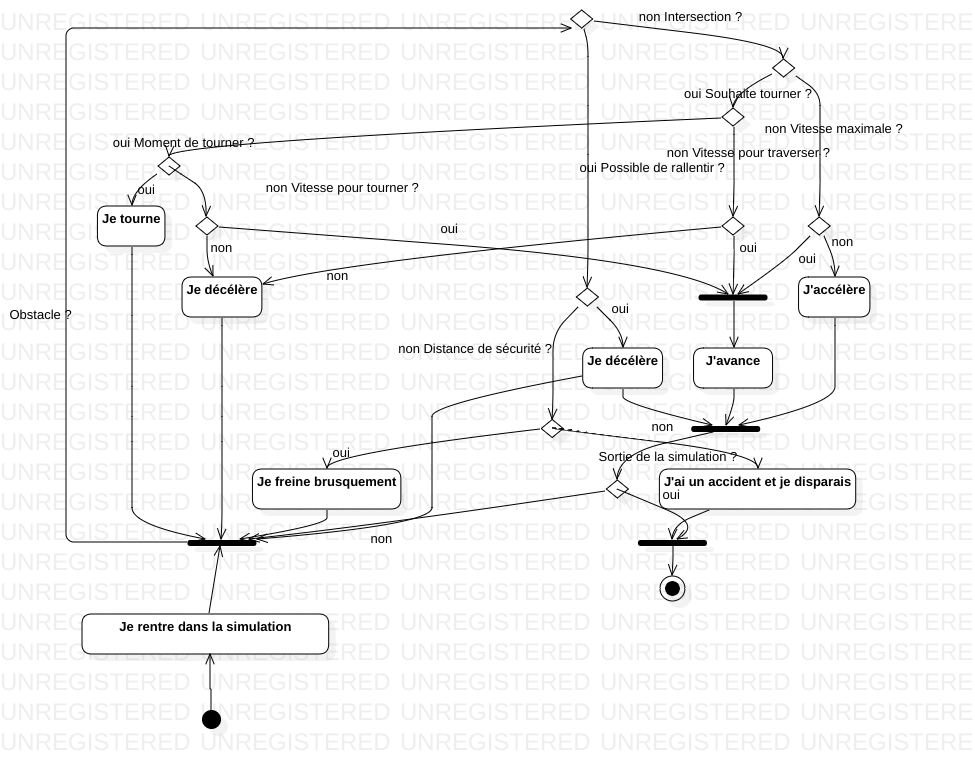 non Intersection ?
oui Souhaite tourner ?
non Vitesse maximale ?
oui Moment de tourner ?
non Vitesse pour traverser ?
oui Possible de rallentir ?
oui
non Vitesse pour tourner ?
Je tourne
oui
non
oui
non
oui
non
Je décélère
J'accélère
Obstacle ?
oui
non Distance de sécurité ?
Je décélère
J'avance
non
oui
Sortie de la simulation ?
Je freine brusquement
J'ai un accident et je disparais
oui
non
Je rentre dans la simulation
UNREGISTERED UNREGISTERED UNREGISTERED UNREGISTERED UNREGISTERED